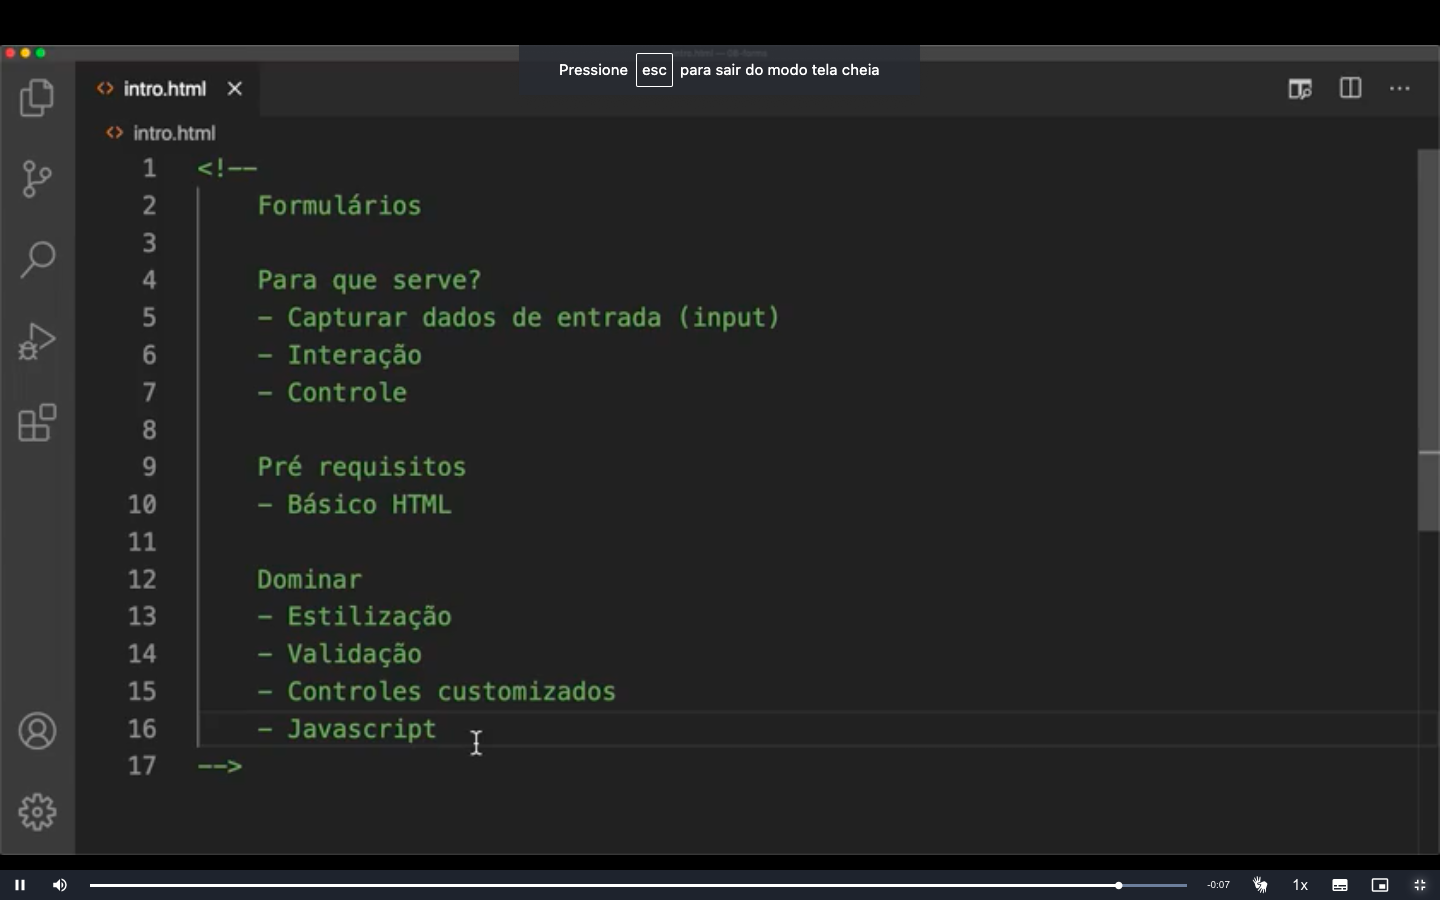 Pressione esc para sair do modo tela cheia
intro.html
intro.html
1 <!--
2 Formulários
3
4 Para que serve?
5 - Capturar dados de entrada (input)
6 - Interação
7 - Controle
8
9 Pré requisitos
10 - Básico HTML
11
12 Dominar
13 - Estilização
14 - Validação
15 - Controles customizados
16 - Javascript
17 -->
-0:07 1x